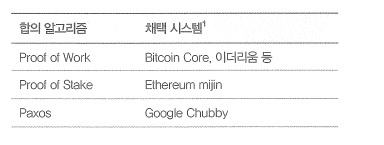 합의 알고리즘 채택 시스템1
Proof of Work Bitcoin Core, 이더리움 등
Proof of Stake Ethereum mijin
Paxos Google Chubby